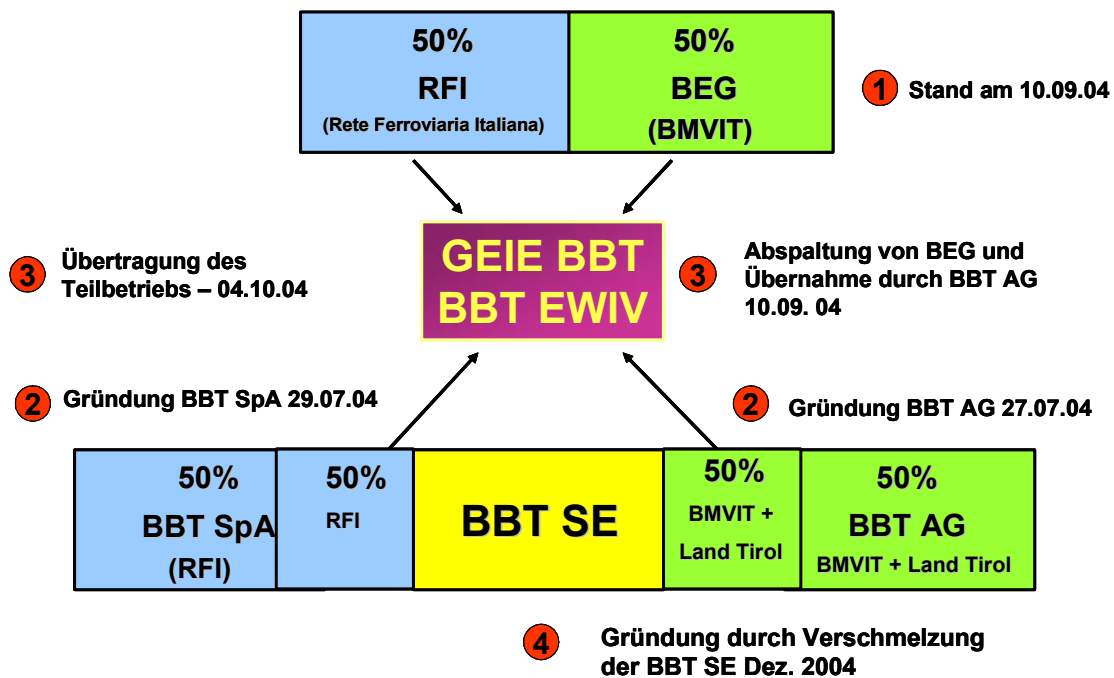 50%
RFI
(Rete Ferroviaria Italiana)
50%
BEG
(BMVIT)
1 Stand am 10.09.04
GEIE BBT
BBT EWIV
3 Übertragung des
Teilbetriebs – 04.10.04
3 Abspaltung von BEG und
Übernahme durch BBT AG
10.09. 04
2 Gründung BBT SpA 29.07.04
2 Gründung BBT AG 27.07.04
50%
BBT SpA
(RFI)
50%
RFI
BBT SE
50%
BMVIT +
Land Tirol
50%
BBT AG
BMVIT + Land Tirol
4 Gründung durch Verschmelzung
der BBT SE Dez. 2004